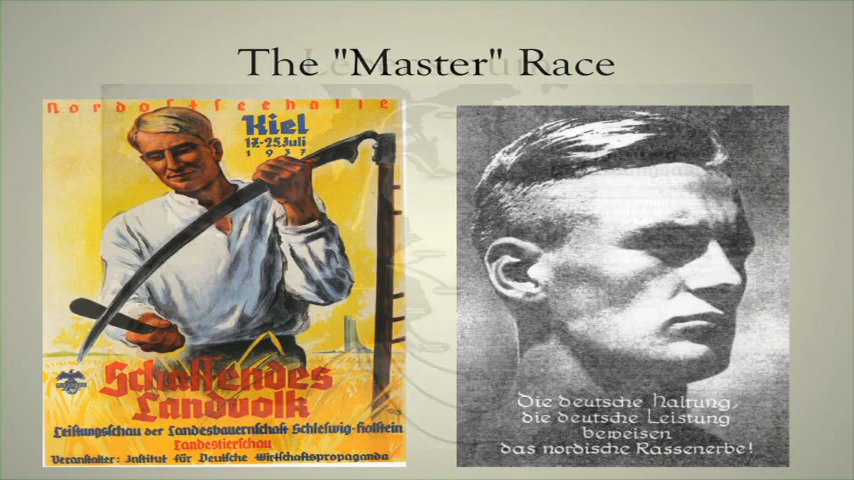 The "Master" Race
Nordostseehalle
Kiel
17.-25. Juli
1937
Schaffendes
Landvolk
Leistungsschau der Landesbauernschaft Schleswig-Holstein
Landestierschau
Veranstalter: Institut für Deutsche Wirtschaftspropaganda
Die deutsche Haltung,
die deutsche Leistung
beweisen
das nordische Rassenerbe!